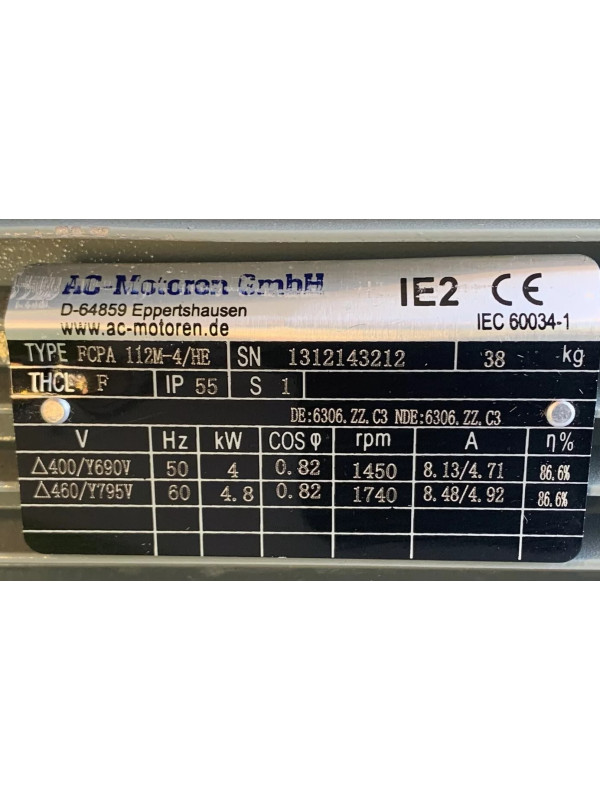 AC-Motoren GmbH
IE2 CE
D-64859 Eppertshausen
www.ac-motoren.de
IEC 60034-1
TYPE FCPA 112M-4/HE SN 1312143212 38 kg
THCL F IP 55 S 1
DE:6306.ZZ.C3 NDE:6306.ZZ.C3
V Hz kW COS φ rpm A η%
△400/Y690V 50 4 0.82 1450 8.13/4.71 86.6%
△460/Y795V 60 4.8 0.82 1740 8.48/4.92 86.6%